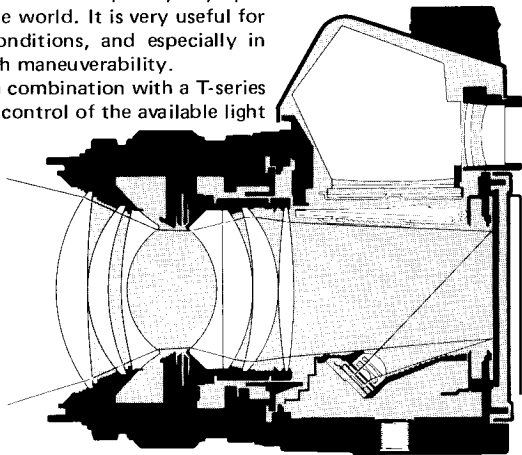 e world. It is very useful for
onditions, and especially in
h maneuverability.
combination with a T-series
control of the available light